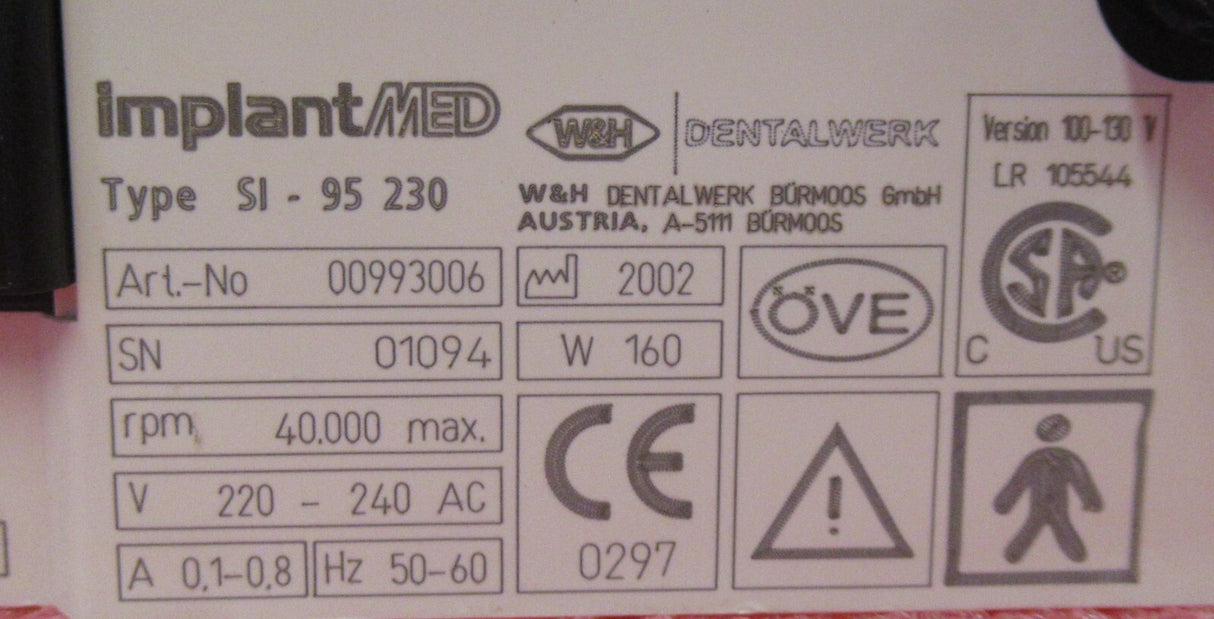 implantMED
Type SI - 95 230
W&H DENTALWERK
W&H DENTALWERK BÜRMOOS GmbH
AUSTRIA, A-5111 BÜRMOOS
Version 100-130 V
LR 105544
CSA ®
C US
Art.-No 00993006
2002
ÖVE
SN 01094
W 160
rpm 40.000 max.
V 220 - 240 AC
A 0,1-0,8
Hz 50-60
CE
0297
!